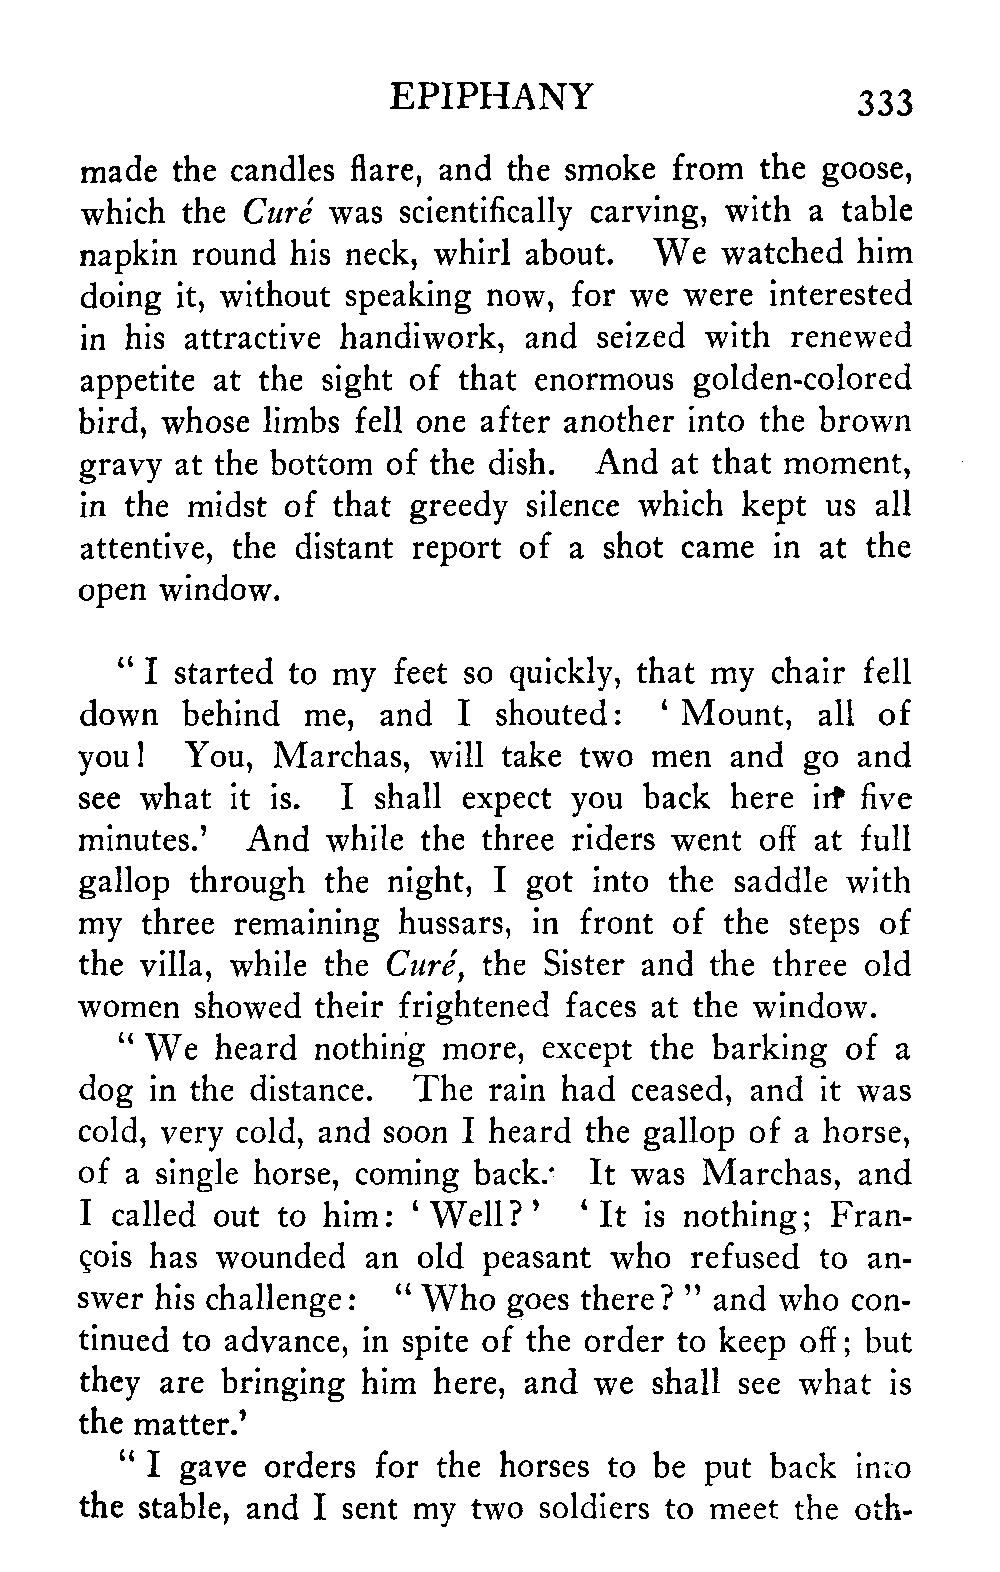 EPIPHANY 333
made the candles flare, and the smoke from the goose,
which the Curé was scientifically carving, with a table
napkin round his neck, whirl about. We watched him
doing it, without speaking now, for we were interested
in his attractive handiwork, and seized with renewed
appetite at the sight of that enormous golden-colored
bird, whose limbs fell one after another into the brown
gravy at the bottom of the dish. And at that moment,
in the midst of that greedy silence which kept us all
attentive, the distant report of a shot came in at the
open window.
“ I started to my feet so quickly, that my chair fell
down behind me, and I shouted: ‘ Mount, all of
you! You, Marchas, will take two men and go and
see what it is. I shall expect you back here in five
minutes.’ And while the three riders went off at full
gallop through the night, I got into the saddle with
my three remaining hussars, in front of the steps of
the villa, while the Curé, the Sister and the three old
women showed their frightened faces at the window.
“ We heard nothing more, except the barking of a
dog in the distance. The rain had ceased, and it was
cold, very cold, and soon I heard the gallop of a horse,
of a single horse, coming back. It was Marchas, and
I called out to him: ‘ Well? ’ ‘ It is nothing; Fran-
çois has wounded an old peasant who refused to an-
swer his challenge: “ Who goes there? ” and who con-
tinued to advance, in spite of the order to keep off; but
they are bringing him here, and we shall see what is
the matter.’
“ I gave orders for the horses to be put back into
the stable, and I sent my two soldiers to meet the oth-